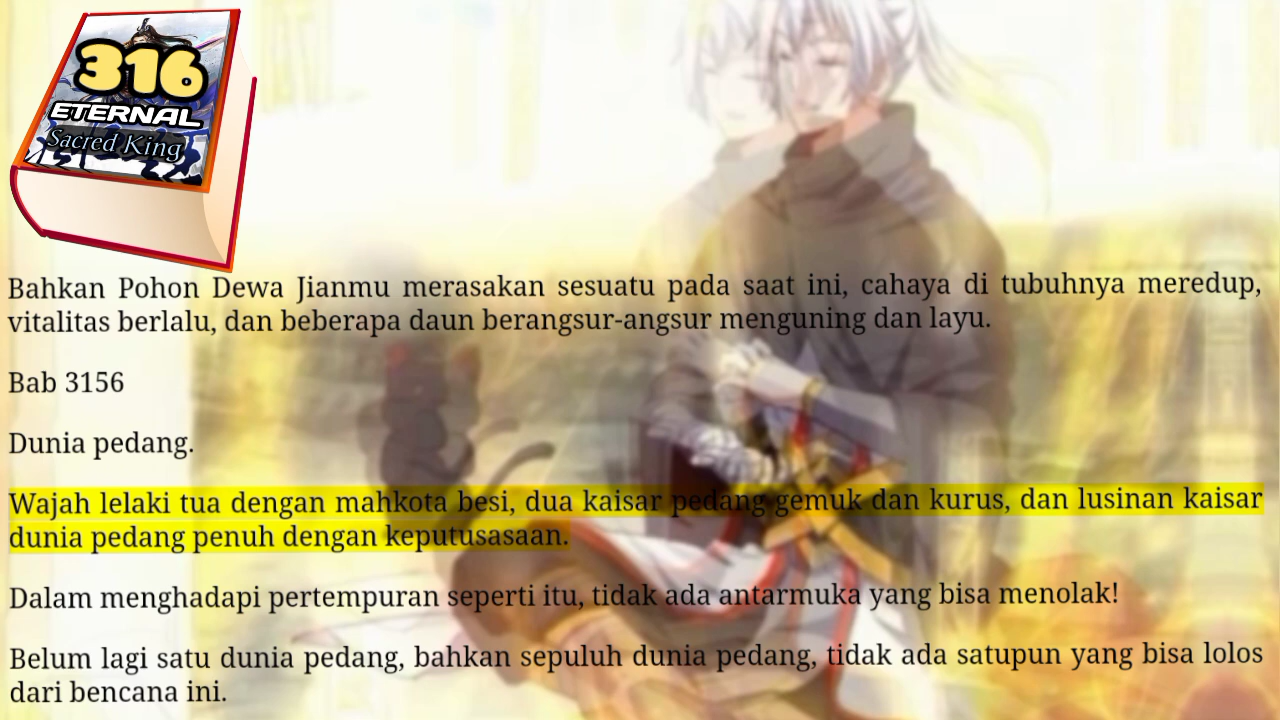 316
ETERNAL
Sacred King
Bahkan Pohon Dewa Jianmu merasakan sesuatu pada saat ini, cahaya di tubuhnya meredup,
vitalitas berlalu, dan beberapa daun berangsur-angsur menguning dan layu.
Bab 3156
Dunia pedang.
Wajah lelaki tua dengan mahkota besi, dua kaisar pedang gemuk dan kurus, dan lusinan kaisar
dunia pedang penuh dengan keputusasaan.
Dalam menghadapi pertempuran seperti itu, tidak ada antarmuka yang bisa menolak!
Belum lagi satu dunia pedang, bahkan sepuluh dunia pedang, tidak ada satupun yang bisa lolos
dari bencana ini.